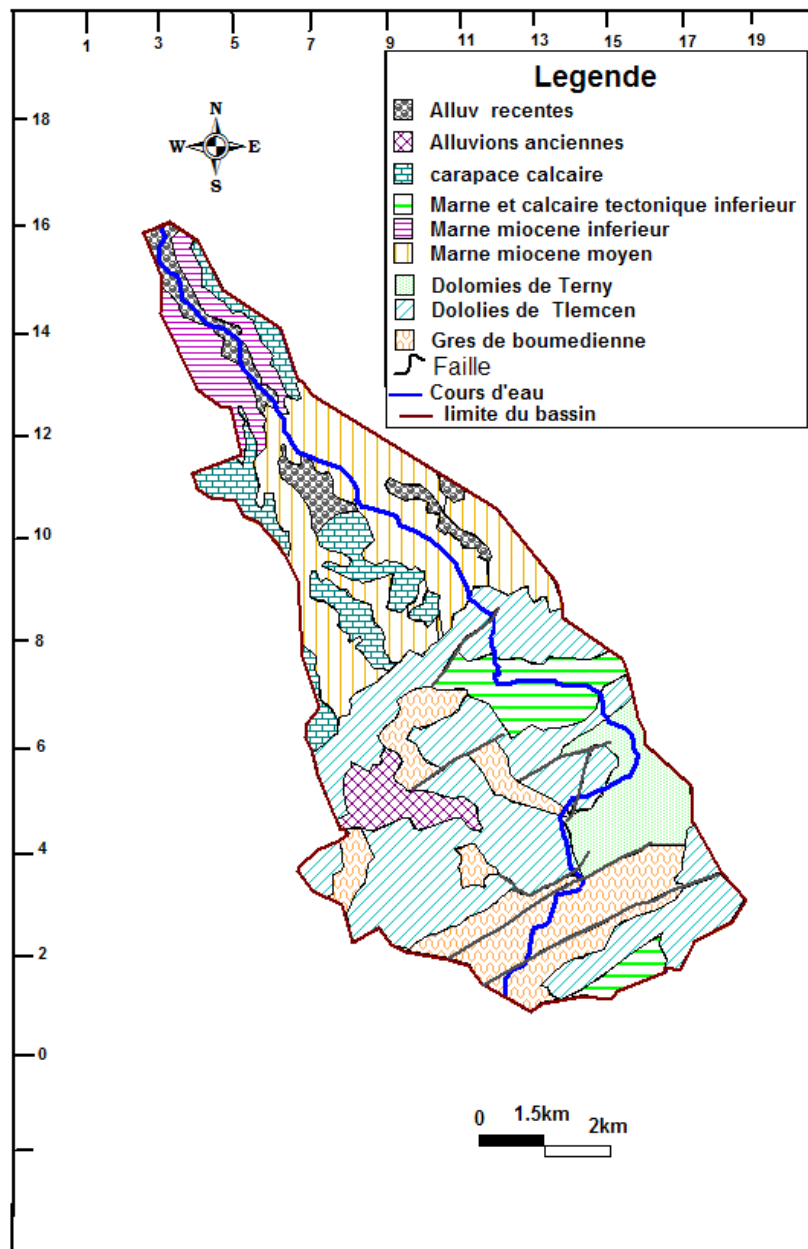 1 3 5 7 9 11 13 15 17 19
Legende
Alluv recentes
Alluvions anciennes
carapace calcaire
Marne et calcaire tectonique inferieur
Marne miocene inferieur
Marne miocene moyen
Dolomies de Terny
Dololies de Tlemcen
Gres de boumedienne
Faille
Cours d'eau
limite du bassin
N
W E
S
18
16
14
12
10
8
6
4
2
0
0 1.5km 2km